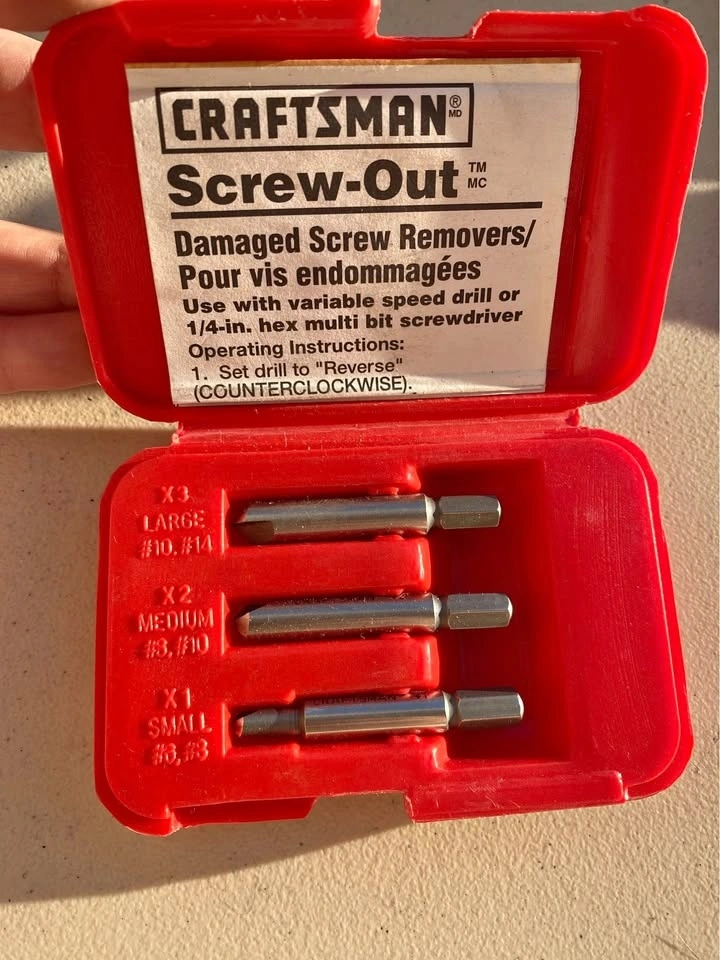 CRAFTSMAN® MD
Screw-Out™ MC
Damaged Screw Removers/
Pour vis endommagées
Use with variable speed drill or
1/4-in. hex multi bit screwdriver
Operating Instructions:
1. Set drill to "Reverse"
(COUNTERCLOCKWISE).
X3
LARGE
#10, #14
X2
MEDIUM
#8, #10
X1
SMALL
#6, #8